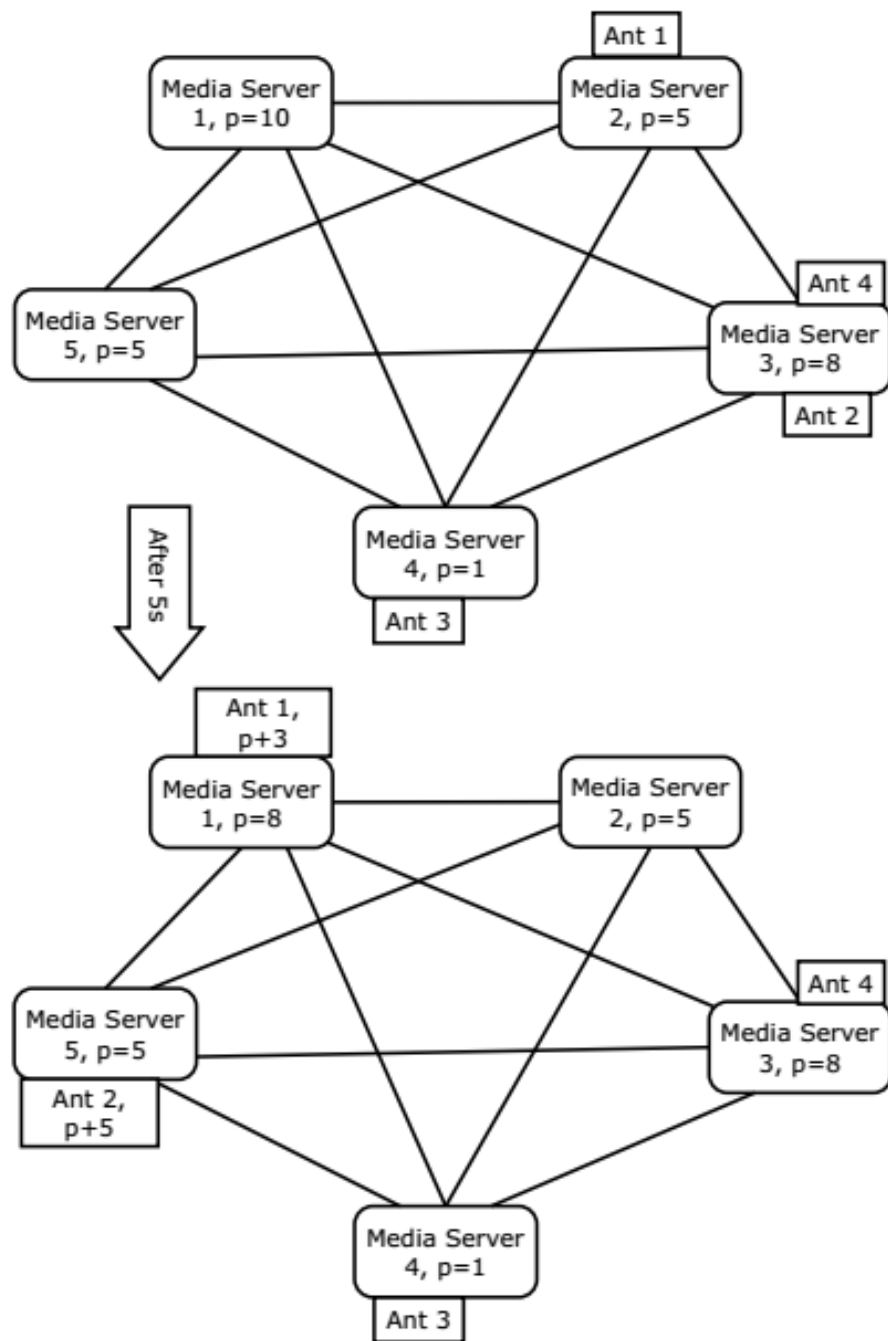 Ant 1
Media Server
1, p=10
Media Server
2, p=5
Ant 4
Media Server
5, p=5
Media Server
3, p=8
Ant 2
Media Server
4, p=1
Ant 3
After 5s
Ant 1,
p+3
Media Server
1, p=8
Media Server
2, p=5
Ant 4
Media Server
5, p=5
Media Server
3, p=8
Ant 2,
p+5
Media Server
4, p=1
Ant 3